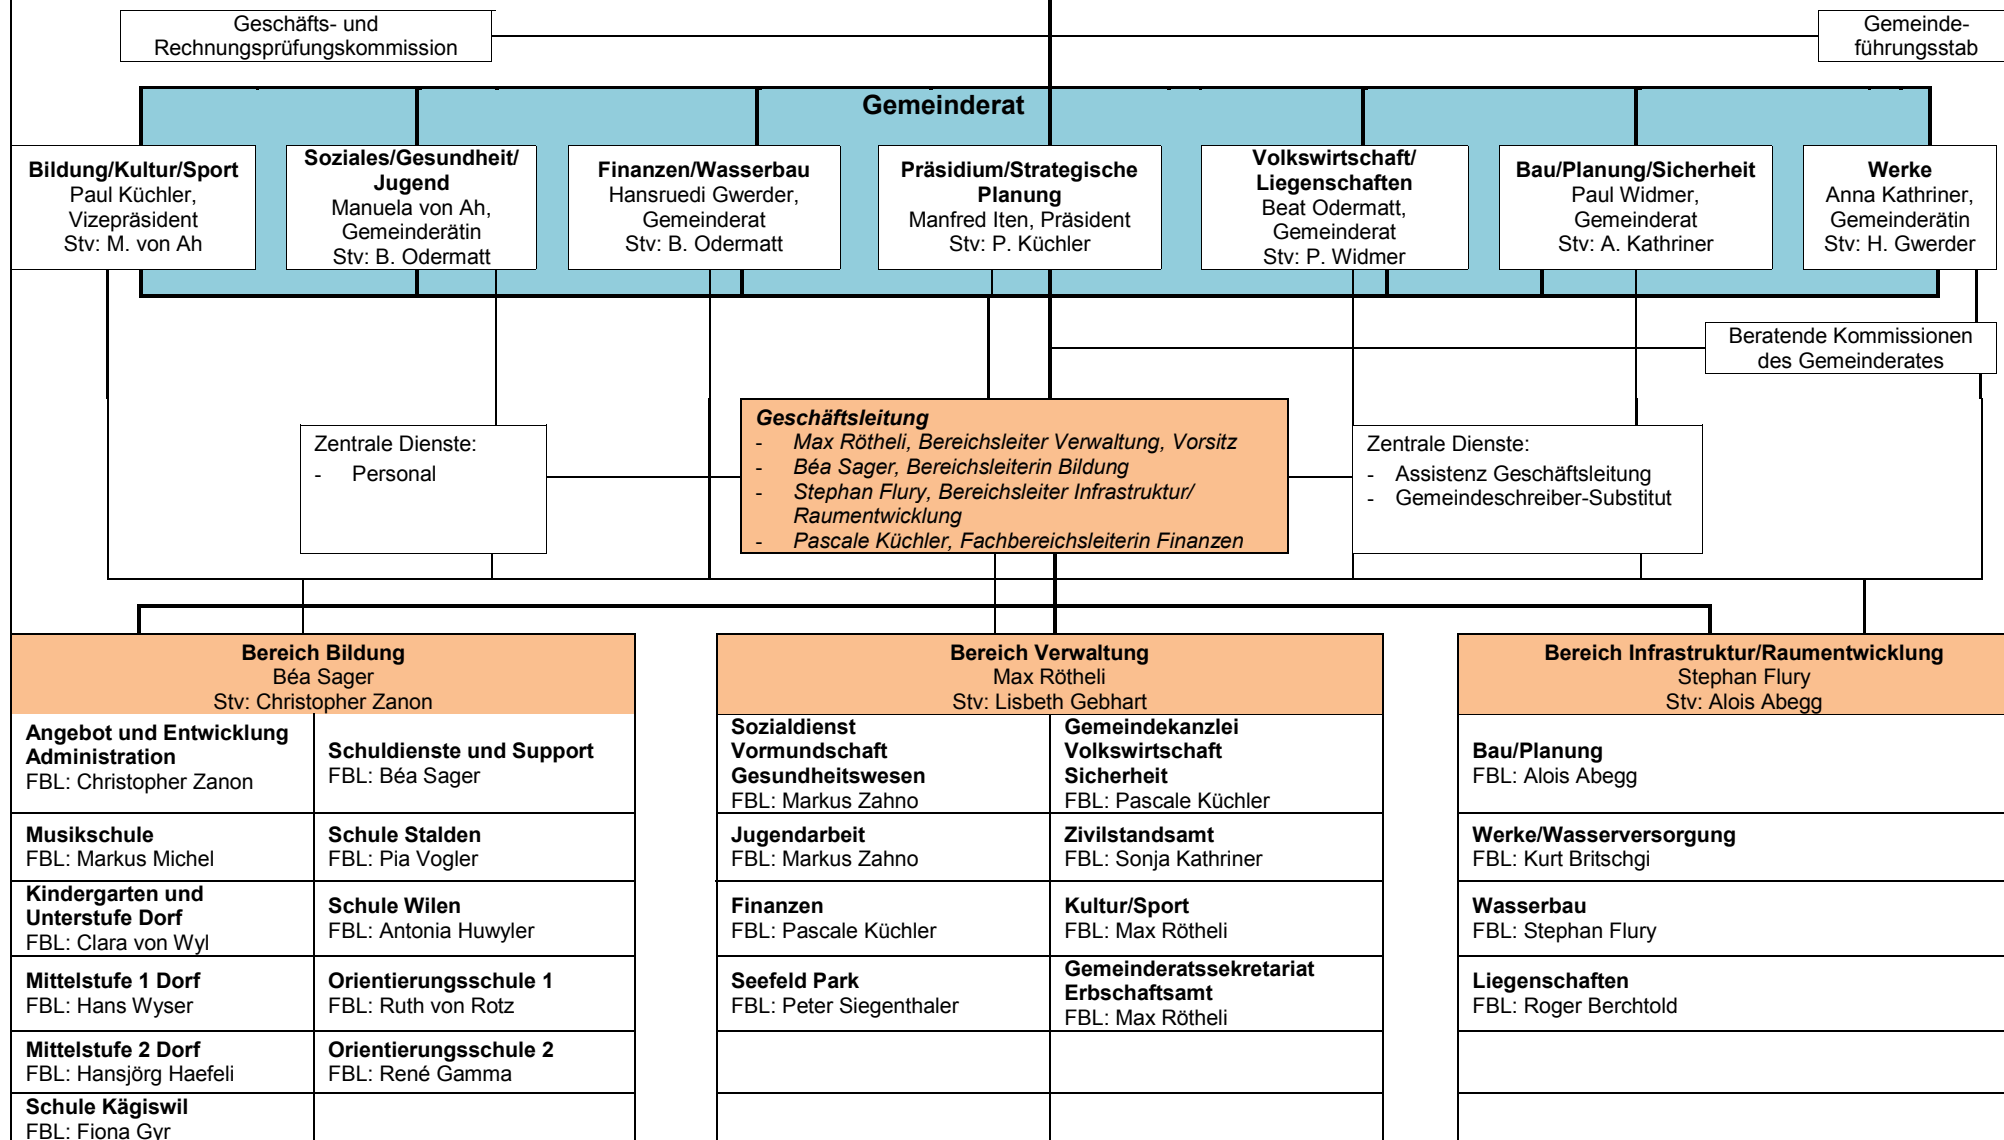 Geschäfts- und
Rechnungsprüfungskommission
Gemeinde-
führungsstab
Gemeinderat
Bildung/Kultur/Sport
Paul Küchler,
Vizepräsident
Stv: M. von Ah
Soziales/Gesundheit/
Jugend
Manuela von Ah,
Gemeinderätin
Stv: B. Odermatt
Finanzen/Wasserbau
Hansruedi Gwerder,
Gemeinderat
Stv: B. Odermatt
Präsidium/Strategische
Planung
Manfred Iten, Präsident
Stv: P. Küchler
Volkswirtschaft/
Liegenschaften
Beat Odermatt,
Gemeinderat
Stv: P. Widmer
Bau/Planung/Sicherheit
Paul Widmer,
Gemeinderat
Stv: A. Kathriner
Werke
Anna Kathriner,
Gemeinderätin
Stv: H. Gwerder
Beratende Kommissionen
des Gemeinderates
Zentrale Dienste:
- Personal
Geschäftsleitung
- Max Rötheli, Bereichsleiter Verwaltung, Vorsitz
- Béa Sager, Bereichsleiterin Bildung
- Stephan Flury, Bereichsleiter Infrastruktur/
Raumentwicklung
- Pascale Küchler, Fachbereichsleiterin Finanzen
Zentrale Dienste:
- Assistenz Geschäftsleitung
- Gemeindeschreiber-Substitut
Bereich Bildung
Béa Sager
Stv: Christopher Zanon
Angebot und Entwicklung
Administration
FBL: Christopher Zanon
Schuldienste und Support
FBL: Béa Sager
Musikschule
FBL: Markus Michel
Schule Stalden
FBL: Pia Vogler
Kindergarten und
Unterstufe Dorf
FBL: Clara von Wyl
Schule Wilen
FBL: Antonia Huwyler
Mittelstufe 1 Dorf
FBL: Hans Wyser
Orientierungsschule 1
FBL: Ruth von Rotz
Mittelstufe 2 Dorf
FBL: Hansjörg Haefeli
Orientierungsschule 2
FBL: René Gamma
Schule Kägiswil
FBL: Fiona Gyr
Bereich Verwaltung
Max Rötheli
Stv: Lisbeth Gebhart
Sozialdienst
Vormundschaft
Gesundheitswesen
FBL: Markus Zahno
Gemeindekanzlei
Volkswirtschaft
Sicherheit
FBL: Pascale Küchler
Jugendarbeit
FBL: Markus Zahno
Zivilstandsamt
FBL: Sonja Kathriner
Finanzen
FBL: Pascale Küchler
Kultur/Sport
FBL: Max Rötheli
Seefeld Park
FBL: Peter Siegenthaler
Gemeinderatssekretariat
Erbschaftsamt
FBL: Max Rötheli
Bereich Infrastruktur/Raumentwicklung
Stephan Flury
Stv: Alois Abegg
Bau/Planung
FBL: Alois Abegg
Werke/Wasserversorgung
FBL: Kurt Britschgi
Wasserbau
FBL: Stephan Flury
Liegenschaften
FBL: Roger Berchtold